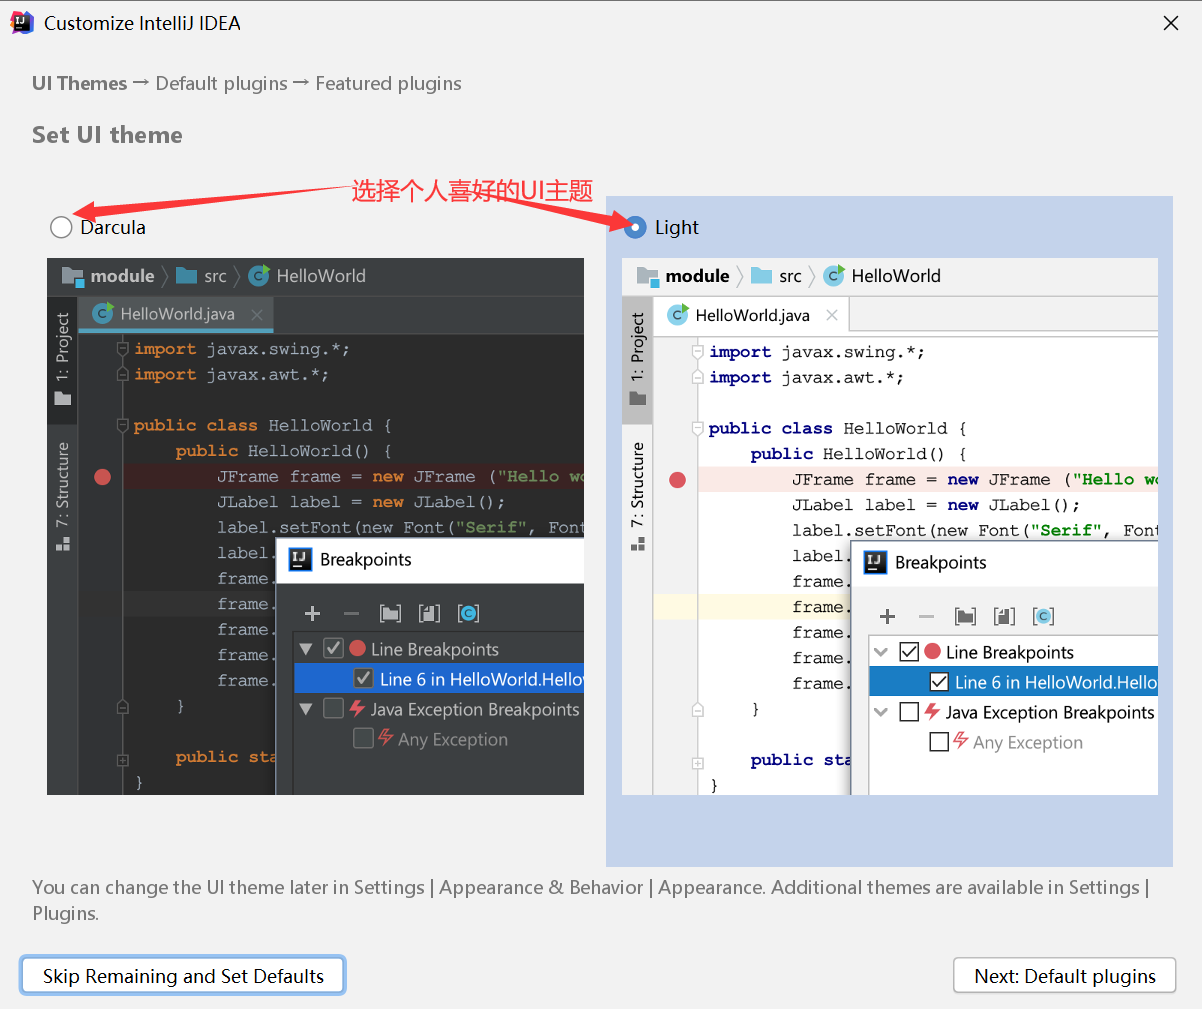 Customize IntelliJ IDEA
UI Themes → Default plugins → Featured plugins
Set UI theme
选择个人喜好的UI主题
Darcula
module
src
HelloWorld
HelloWorld.java
1: Project
7: Structure
import javax.swing.*;
import javax.awt.*;
public class HelloWorld {
public HelloWorld() {
JFrame frame = new JFrame ("Hello wo
JLabel label = new JLabel();
label.setFont(new Font("Serif", Font
label.
frame.
frame.
frame.
frame.
frame.
}
public sta
}
IJ
Breakpoints
Line Breakpoints
Line 6 in HelloWorld.Hello
Java Exception Breakpoints
Any Exception
Light
module
src
HelloWorld
HelloWorld.java
1: Project
7: Structure
import javax.swing.*;
import javax.awt.*;
public class HelloWorld {
public HelloWorld() {
JFrame frame = new JFrame ("Hello wo
JLabel label = new JLabel();
label.setFont(new Font("Serif", Font
label.
frame.
frame.
frame.
frame.
frame.
}
public sta
}
IJ
Breakpoints
Line Breakpoints
Line 6 in HelloWorld.Hello
Java Exception Breakpoints
Any Exception
You can change the UI theme later in Settings | Appearance & Behavior | Appearance. Additional themes are available in Settings |
Plugins.
Skip Remaining and Set Defaults
Next: Default plugins